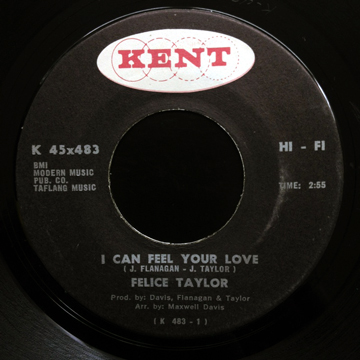 KENT
K 45x483
HI - FI
BMI
MODERN MUSIC
PUB. CO.
TAFLANG MUSIC
TIME: 2:55
I CAN FEEL YOUR LOVE
( J. FLANAGAN - J. TAYLOR )
FELICE TAYLOR
Prod. by: Davis, Flanagan & Taylor
Arr. by: Maxwell Davis
( K 483 - 1 )